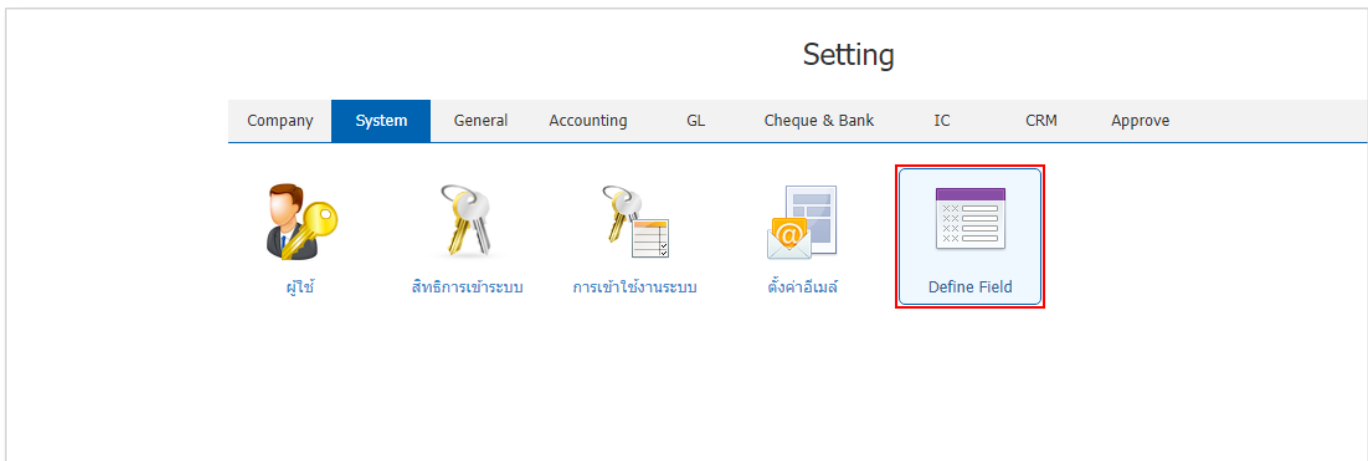 Setting
Company System General Accounting GL Cheque & Bank IC CRM Approve
ผู้ใช้ สิทธิการเข้าระบบ การเข้าใช้งานระบบ ตั้งค่าอีเมล์ Define Field